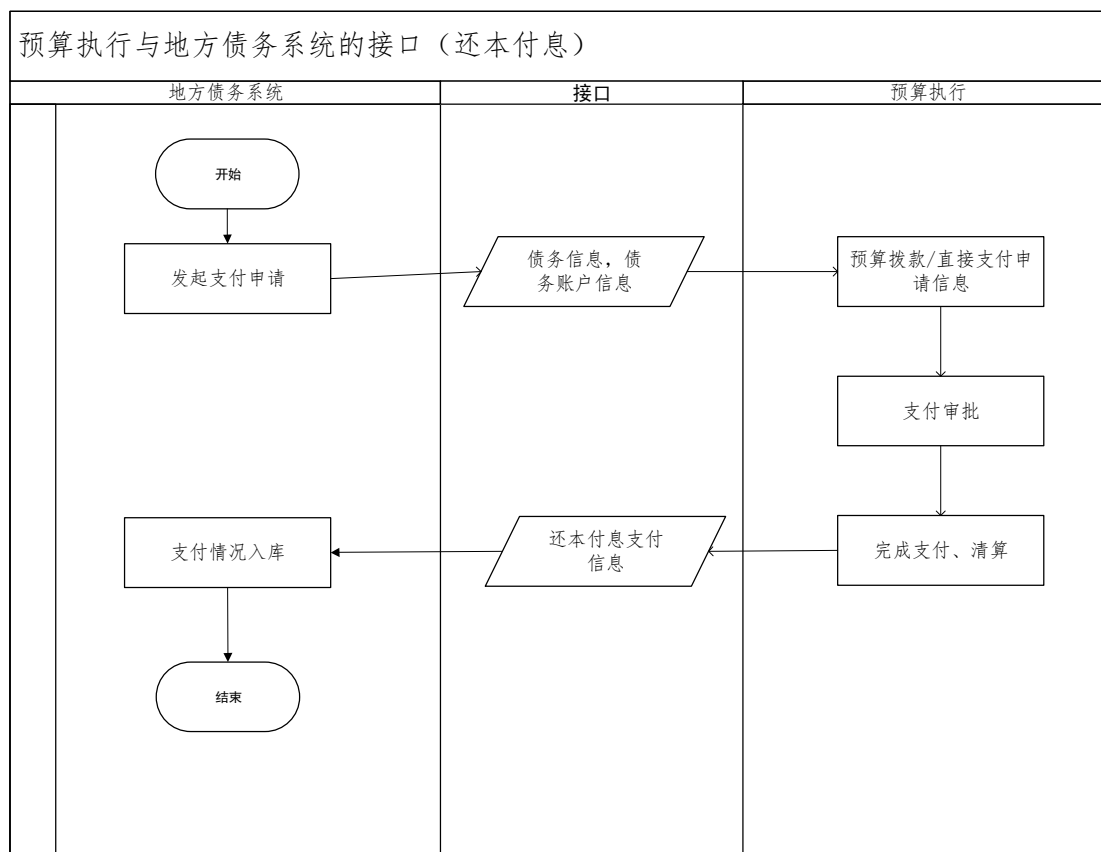 预算执行与地方债务系统的接口（还本付息）
地方债务系统
接口
预算执行
开始
发起支付申请
债务信息，债
务账户信息
预算拨款/直接支付申
请信息
支付审批
支付情况入库
还本付息支付
信息
完成支付、清算
结束